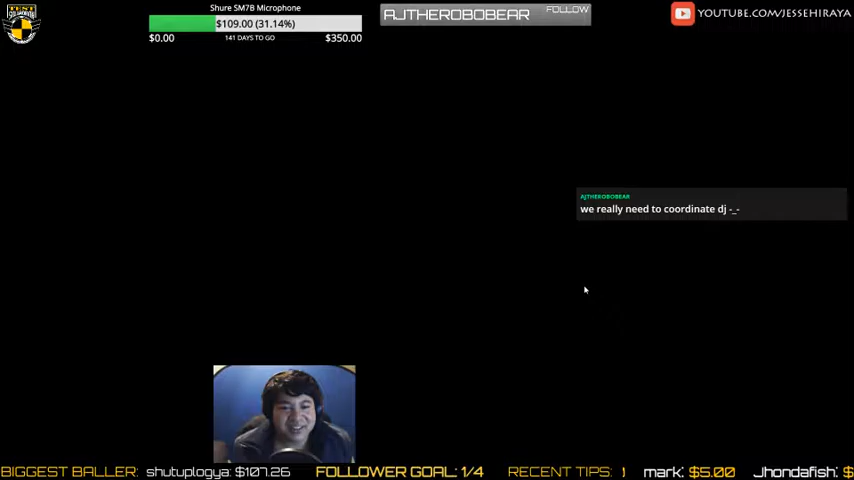 Shure SM7B Microphone
$109.00 (31.14%)
$0.00 141 DAYS TO GO $350.00
AJTHEROBOBEAR FOLLOW
YOUTUBE.COM/JESSEHIRAYA
TEST
AJTHEROBOBEAR
we really need to coordinate dj -_-
BIGGEST BALLER: shutuplogya: $107.26 FOLLOWER GOAL: 1/4 RECENT TIPS: ) mark: $5.00 Jhondafish: $